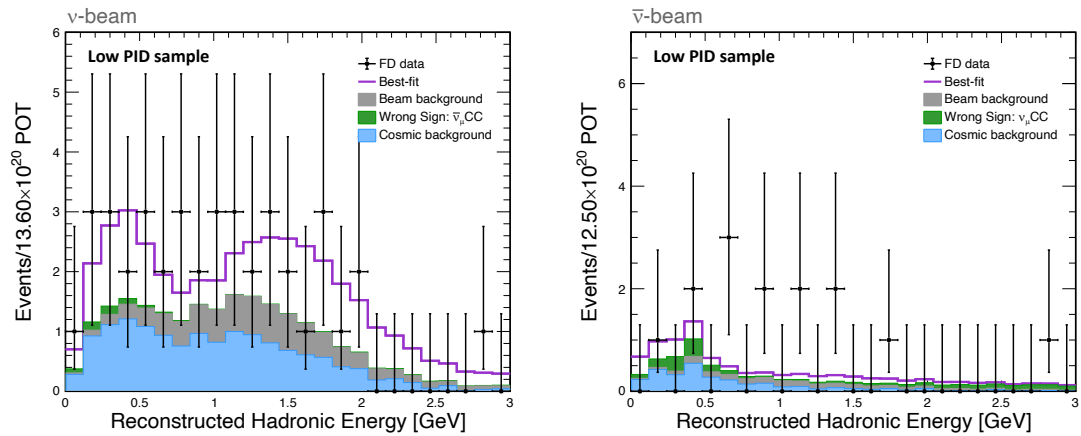 ν-beam
Low PID sample
FD data
Best-fit
Beam background
Wrong Sign: ν̅μCC
Cosmic background
Events/13.60×10²⁰ POT
6
5
4
3
2
1
0
0 0.5 1 1.5 2 2.5 3
Reconstructed Hadronic Energy [GeV]
ν̅-beam
Low PID sample
FD data
Best-fit
Beam background
Wrong Sign: νμCC
Cosmic background
Events/12.50×10²⁰ POT
6
4
2
0
0 0.5 1 1.5 2 2.5 3
Reconstructed Hadronic Energy [GeV]